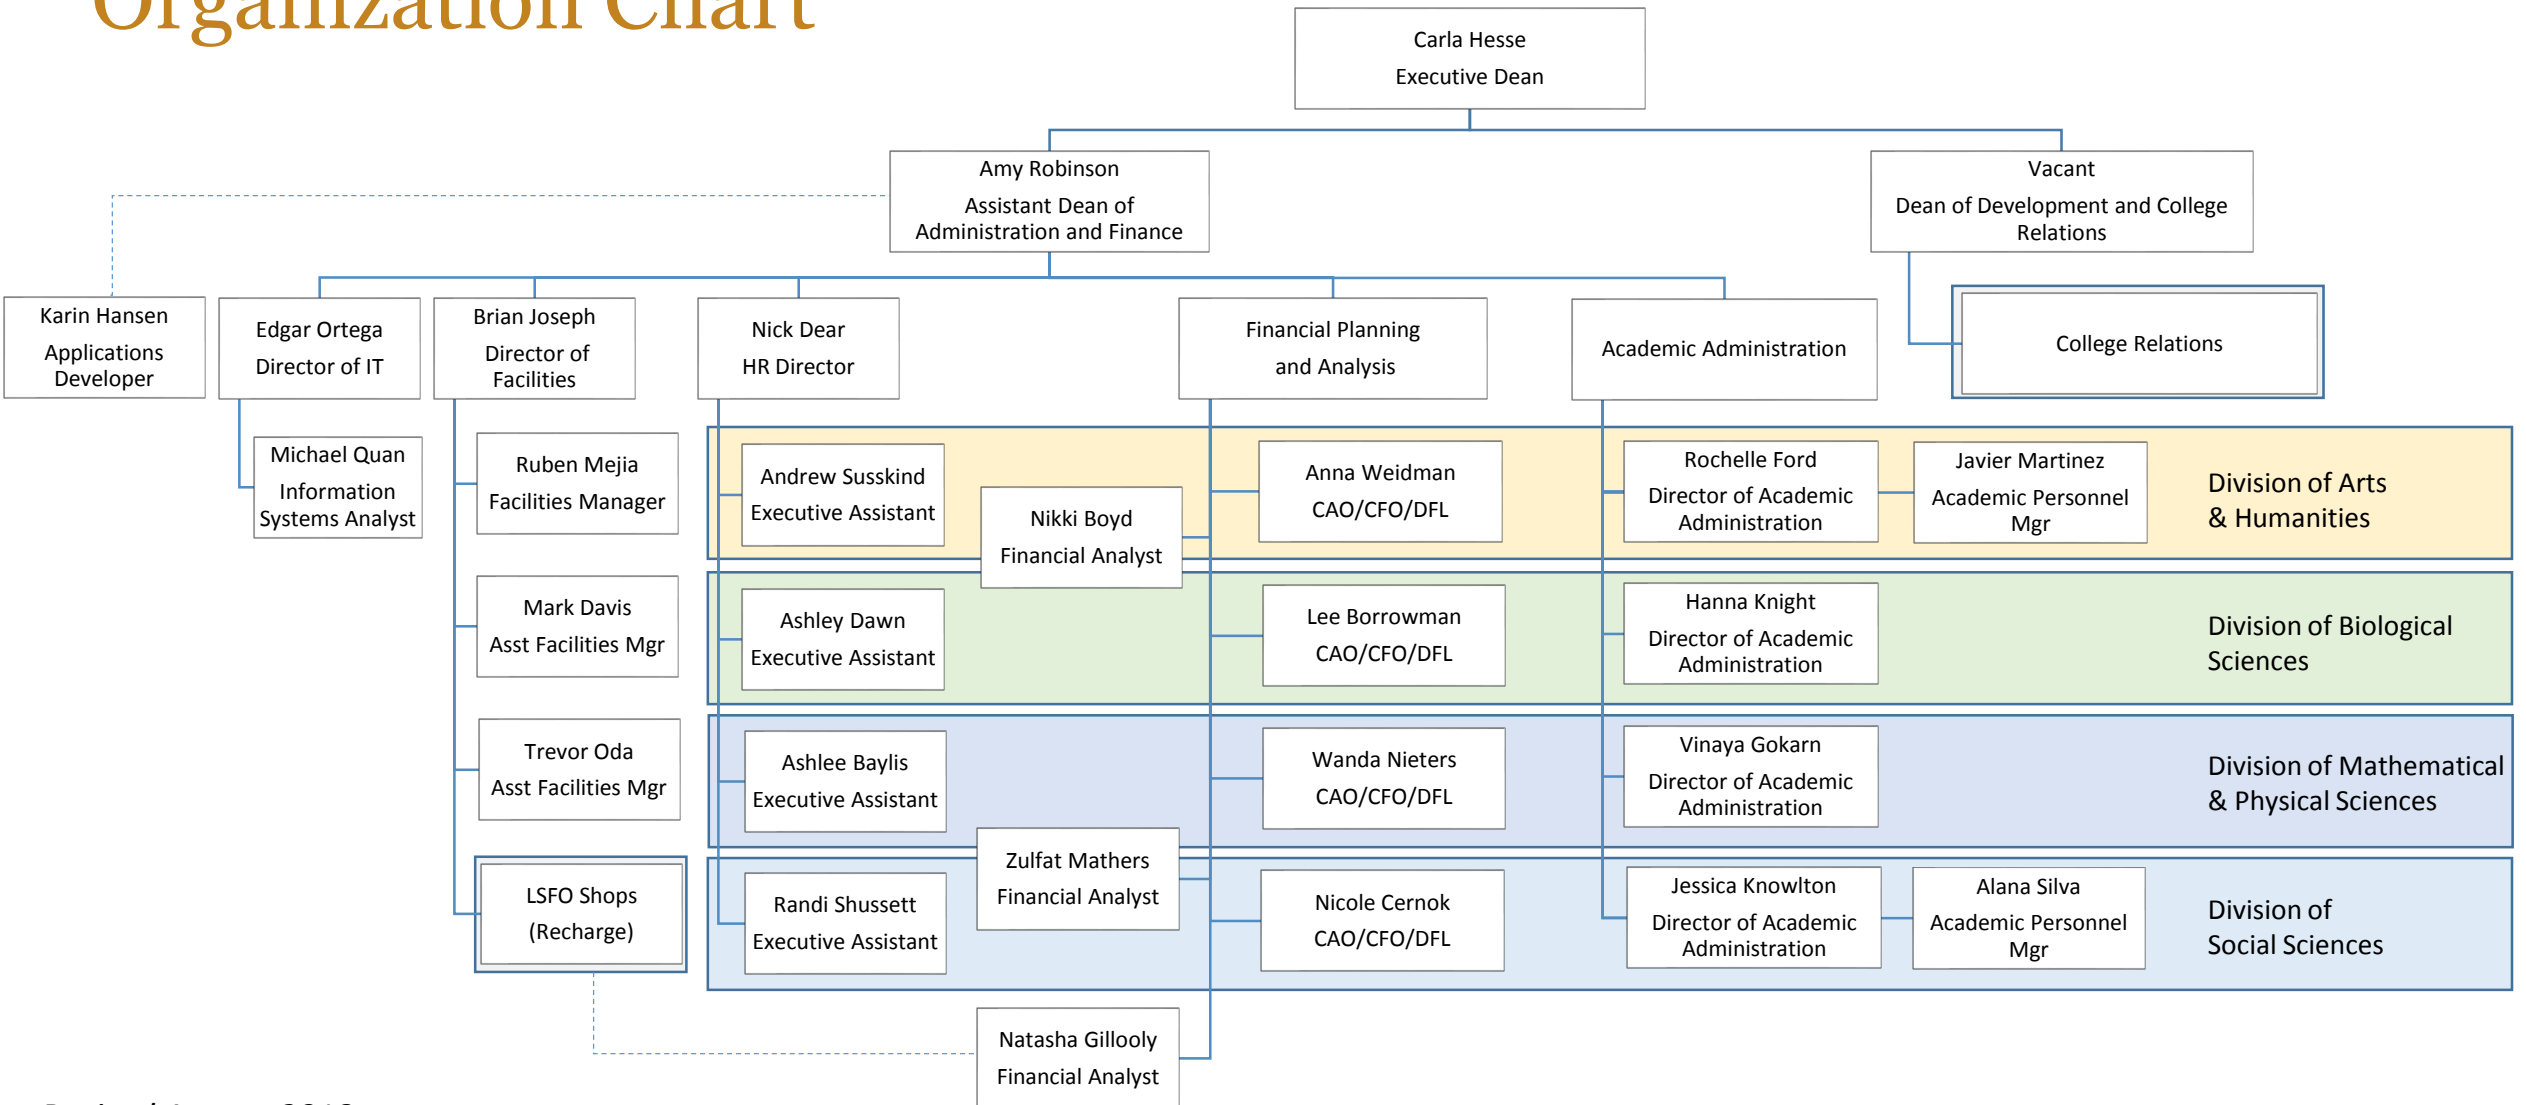 Organization Chart
Carla Hesse
Executive Dean
Amy Robinson
Assistant Dean of
Administration and Finance
Vacant
Dean of Development and College
Relations
Karin Hansen
Applications
Developer
Edgar Ortega
Director of IT
Brian Joseph
Director of
Facilities
Nick Dear
HR Director
Financial Planning
and Analysis
Academic Administration
College Relations
Michael Quan
Information
Systems Analyst
Ruben Mejia
Facilities Manager
Andrew Susskind
Executive Assistant
Nikki Boyd
Financial Analyst
Anna Weidman
CAO/CFO/DFL
Rochelle Ford
Director of Academic
Administration
Javier Martinez
Academic Personnel
Mgr
Division of Arts
& Humanities
Mark Davis
Asst Facilities Mgr
Ashley Dawn
Executive Assistant
Lee Borrowman
CAO/CFO/DFL
Hanna Knight
Director of Academic
Administration
Division of Biological
Sciences
Trevor Oda
Asst Facilities Mgr
Ashlee Baylis
Executive Assistant
Wanda Nieters
CAO/CFO/DFL
Vinaya Gokarn
Director of Academic
Administration
Division of Mathematical
& Physical Sciences
LSFO Shops
(Recharge)
Randi Shussett
Executive Assistant
Zulfat Mathers
Financial Analyst
Nicole Cernok
CAO/CFO/DFL
Jessica Knowlton
Director of Academic
Administration
Alana Silva
Academic Personnel
Mgr
Division of
Social Sciences
Natasha Gillooly
Financial Analyst